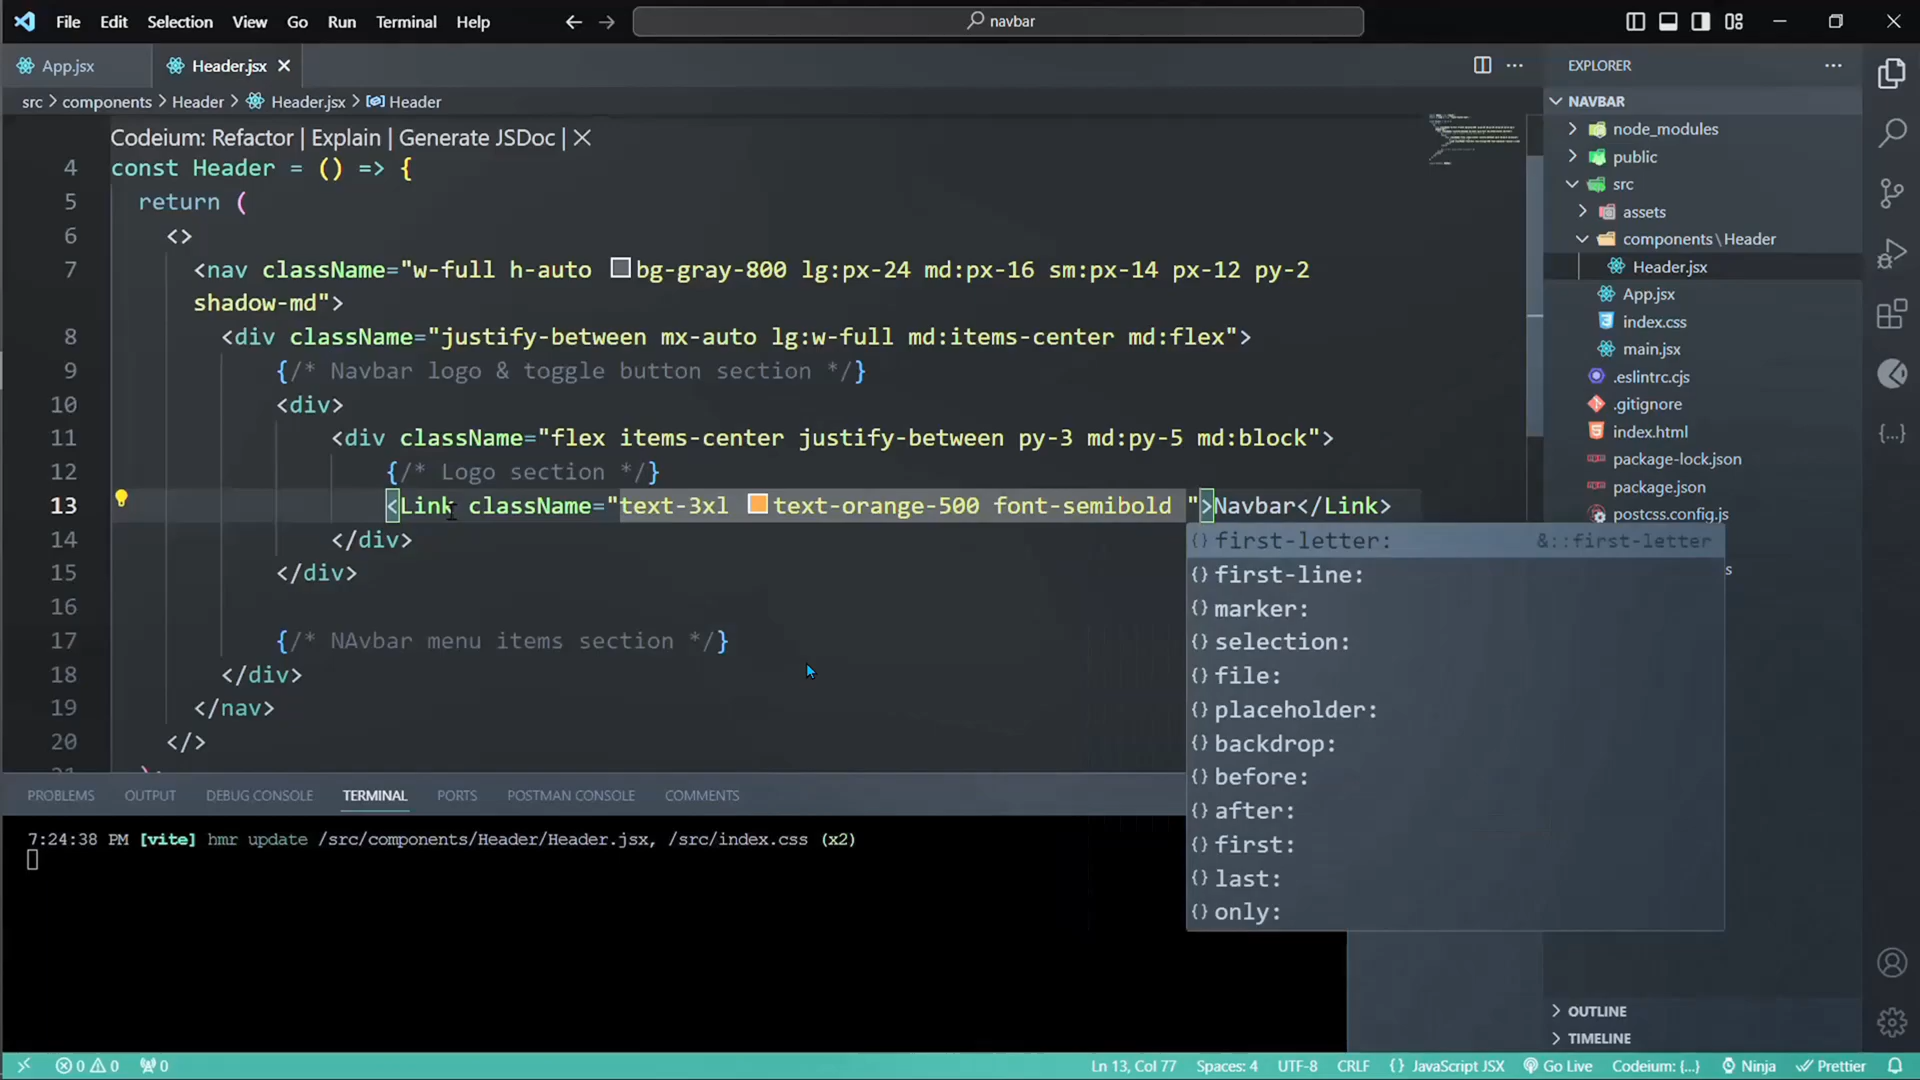 File Edit Selection View Go Run Terminal Help
navbar
App.jsx
Header.jsx
src > components > Header > Header.jsx > Header
Codeium: Refactor | Explain | Generate JSDoc | ✕
4 const Header = () => {
5 return (
6 <>
7 <nav className="w-full h-auto bg-gray-800 lg:px-24 md:px-16 sm:px-14 px-12 py-2
shadow-md">
8 <div className="justify-between mx-auto lg:w-full md:items-center md:flex">
9 {/* Navbar logo & toggle button section */}
10 <div>
11 <div className="flex items-center justify-between py-3 md:py-5 md:block">
12 {/* Logo section */}
13 <Link className="text-3xl text-orange-500 font-semibold ">Navbar</Link>
14 </div>
15 </div>
16
17 {/* NAvbar menu items section */}
18 </div>
19 </nav>
20 </>
first-letter: &::first-letter
first-line:
marker:
selection:
file:
placeholder:
backdrop:
before:
after:
first:
last:
only:
PROBLEMS OUTPUT DEBUG CONSOLE TERMINAL PORTS POSTMAN CONSOLE COMMENTS
7:24:38 PM [vite] hmr update /src/components/Header/Header.jsx, /src/index.css (x2)
EXPLORER
NAVBAR
node_modules
public
src
assets
components\Header
Header.jsx
App.jsx
index.css
main.jsx
.eslintrc.cjs
.gitignore
index.html
package-lock.json
package.json
postcss.config.js
OUTLINE
TIMELINE
0 0 0
Ln 13, Col 77 Spaces: 4 UTF-8 CRLF {} JavaScript JSX Go Live Codeium: {...} Ninja Prettier